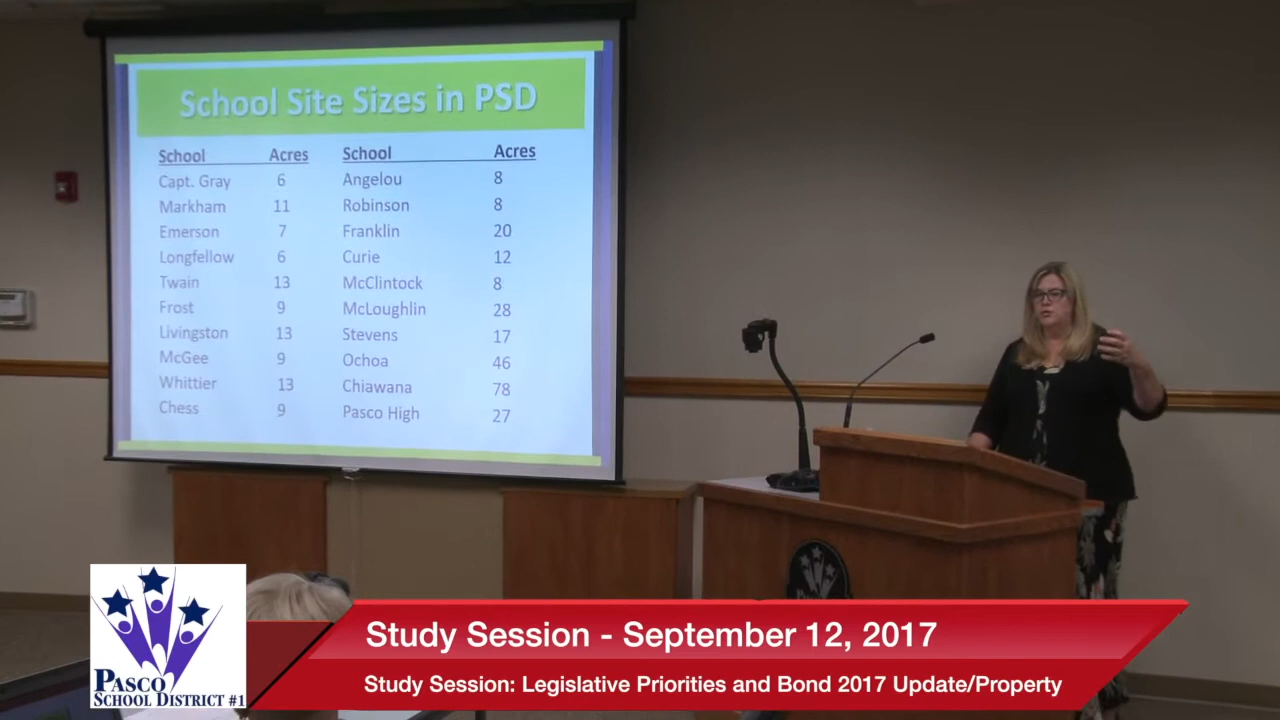 School Site Sizes in PSD
School Acres School Acres
Capt. Gray 6 Angelou 8
Markham 11 Robinson 8
Emerson 7 Franklin 20
Longfellow 6 Curie 12
Twain 13 McClintock 8
Frost 9 McLoughlin 28
Livingston 13 Stevens 17
McGee 9 Ochoa 46
Whittier 13 Chiawana 78
Chess 9 Pasco High 27
PASCO
SCHOOL DISTRICT #1
Study Session - September 12, 2017
Study Session: Legislative Priorities and Bond 2017 Update/Property